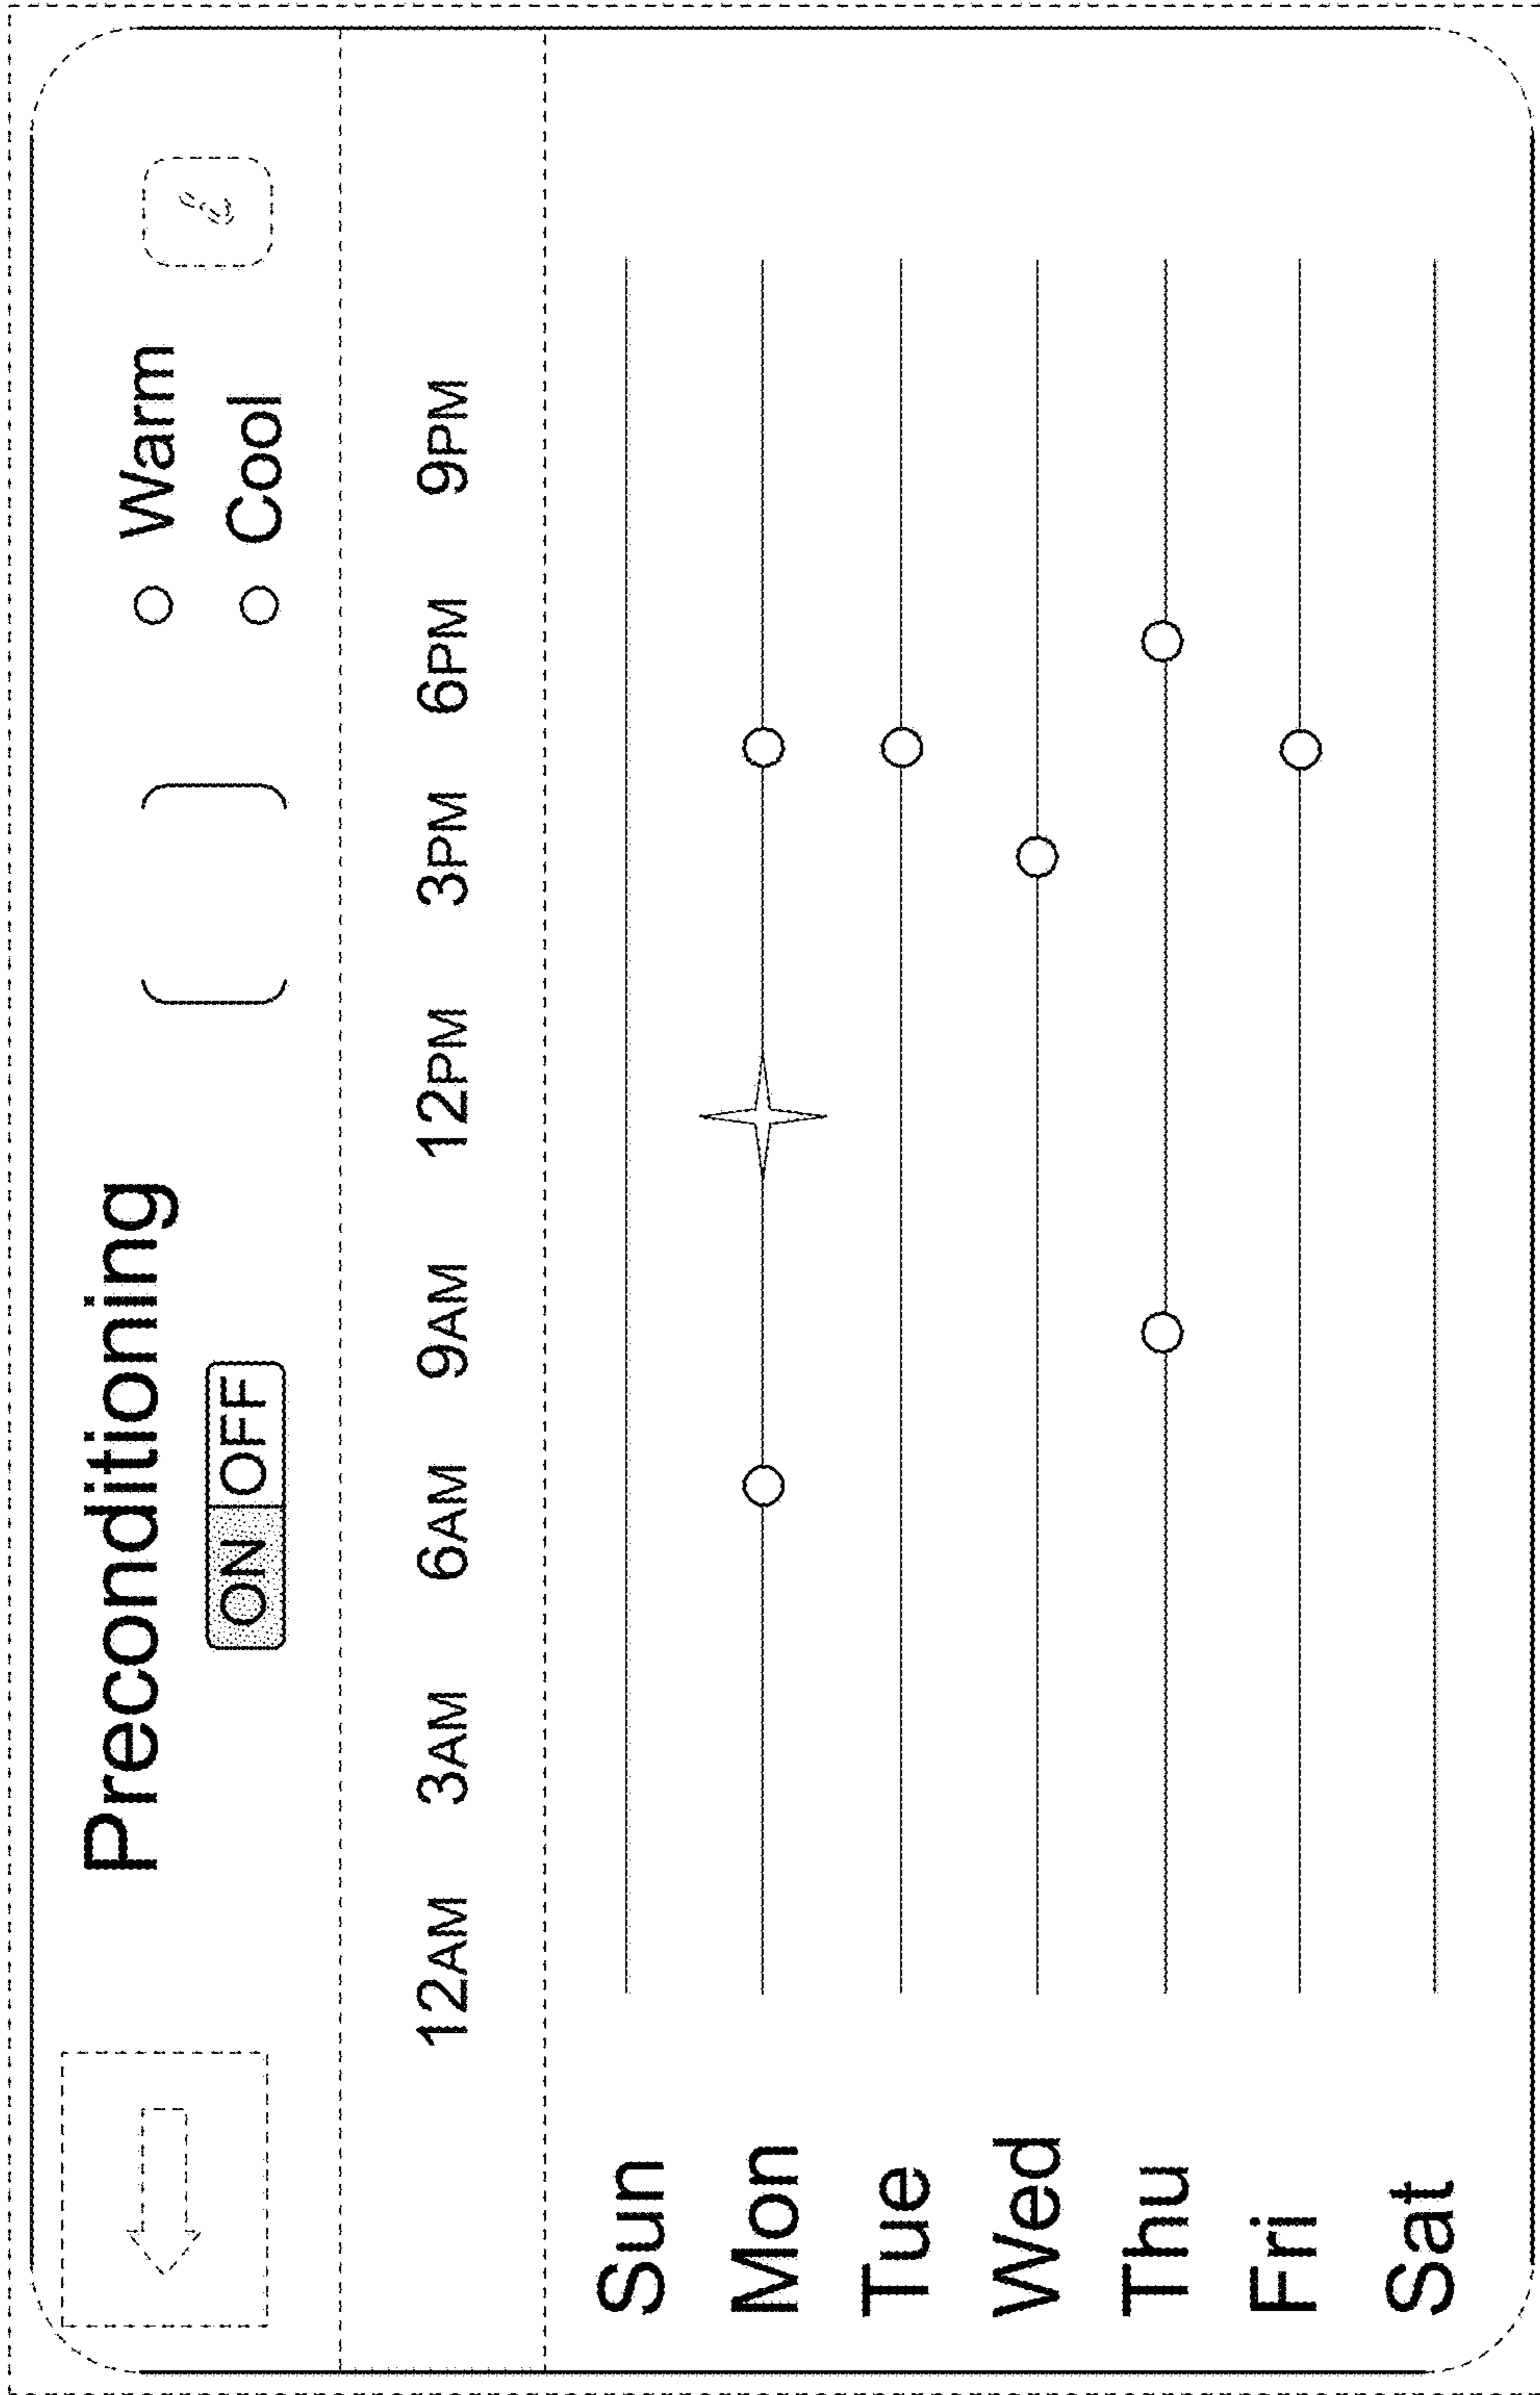 Preconditioning
ON OFF
Warm
Cool
i
12AM 3AM 6AM 9AM 12PM 3PM 6PM 9PM
Sun
Mon
Tue
Wed
Thu
Fri
Sat